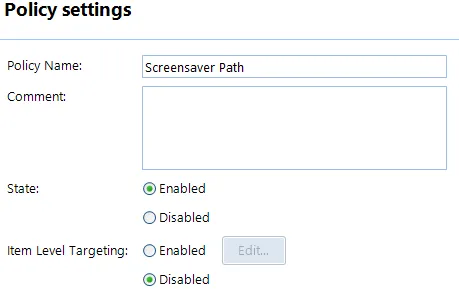 Policy settings
Policy Name: Screensaver Path
Comment:
State: Enabled
Disabled
Item Level Targeting: Enabled Edit...
Disabled